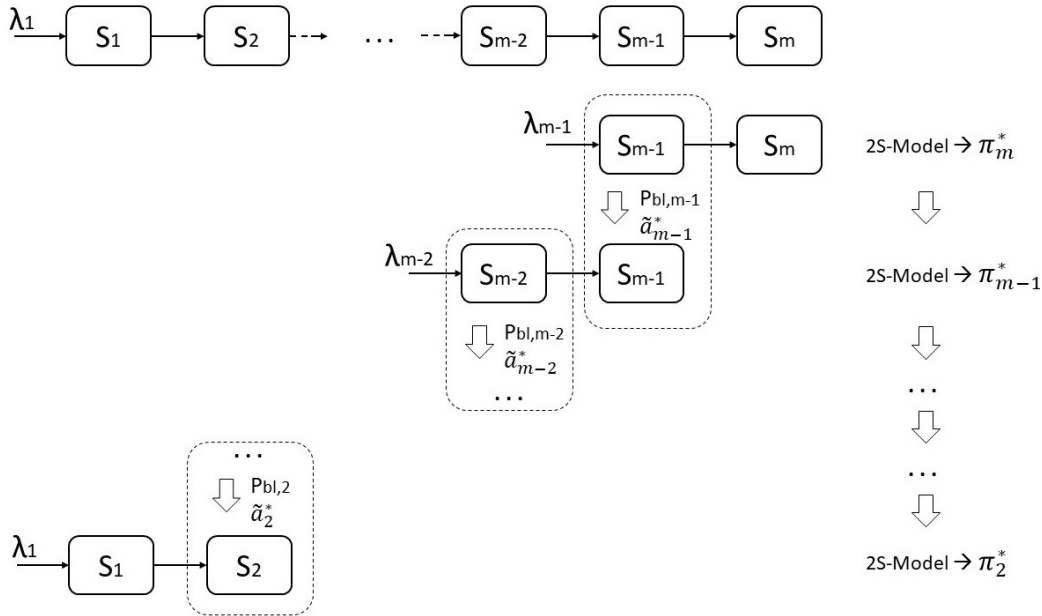 λ1 S1 S2 ... Sm-2 Sm-1 Sm
λm-1 Sm-1 Sm 2S-Model → π*m
Pbl,m-1
ã*m-1
λm-2 Sm-2 Sm-1 2S-Model → π*m−1
Pbl,m-2
ã*m−2
...
...
...
...
Pbl,2
ã*2
λ1 S1 S2 2S-Model → π*2